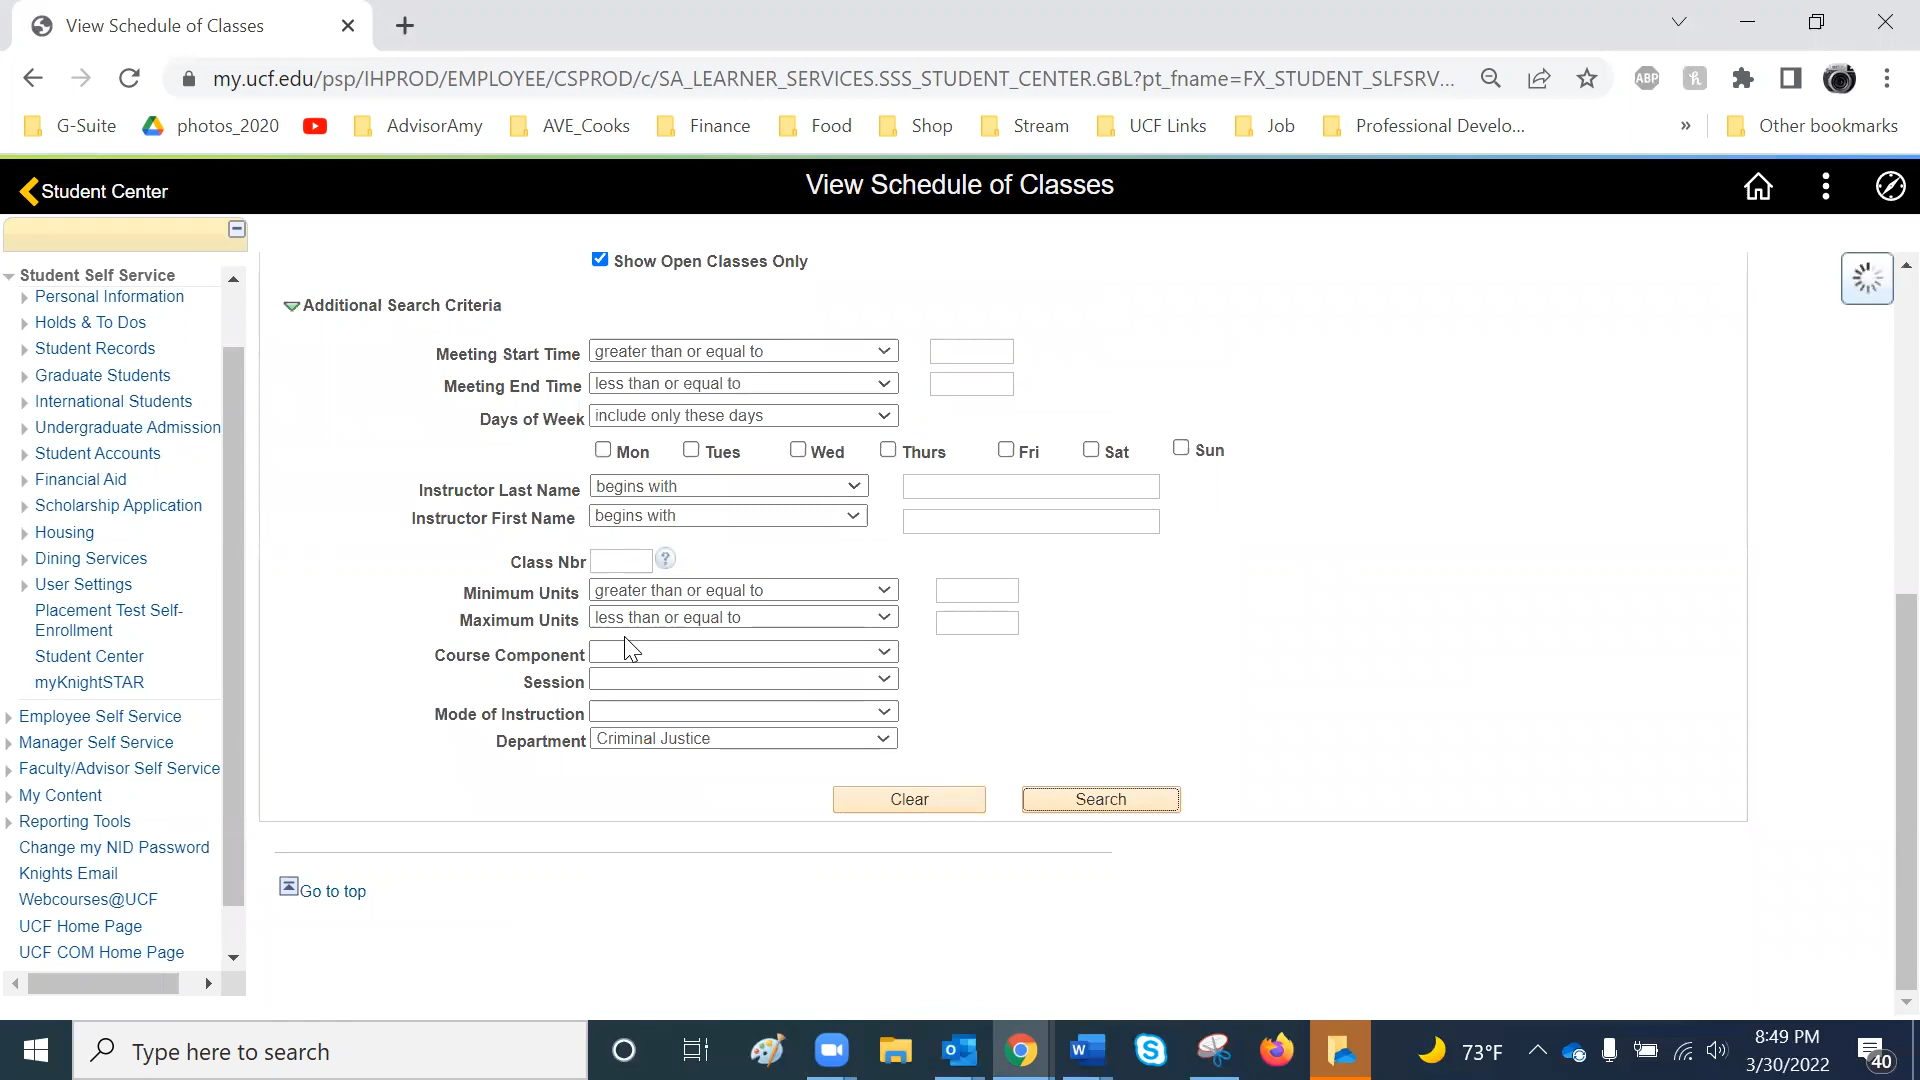 View Schedule of Classes
my.ucf.edu/psp/IHPROD/EMPLOYEE/CSPROD/c/SA_LEARNER_SERVICES.SSS_STUDENT_CENTER.GBL?pt_fname=FX_STUDENT_SLFSRV...
ABP
G-Suite photos_2020 AdvisorAmy AVE_Cooks Finance Food Shop Stream UCF Links Job Professional Develo... » Other bookmarks
Student Center
View Schedule of Classes
Student Self Service
Personal Information
Holds & To Dos
Student Records
Graduate Students
International Students
Undergraduate Admission
Student Accounts
Financial Aid
Scholarship Application
Housing
Dining Services
User Settings
Placement Test Self-
Enrollment
Student Center
myKnightSTAR
Employee Self Service
Manager Self Service
Faculty/Advisor Self Service
My Content
Reporting Tools
Change my NID Password
Knights Email
Webcourses@UCF
UCF Home Page
UCF COM Home Page
Show Open Classes Only
Additional Search Criteria
Meeting Start Time greater than or equal to
Meeting End Time less than or equal to
Days of Week include only these days
Mon Tues Wed Thurs Fri Sat Sun
Instructor Last Name begins with
Instructor First Name begins with
Class Nbr ?
Minimum Units greater than or equal to
Maximum Units less than or equal to
Course Component
Session
Mode of Instruction
Department Criminal Justice
Clear Search
Go to top
Type here to search
73°F
8:49 PM
3/30/2022
40